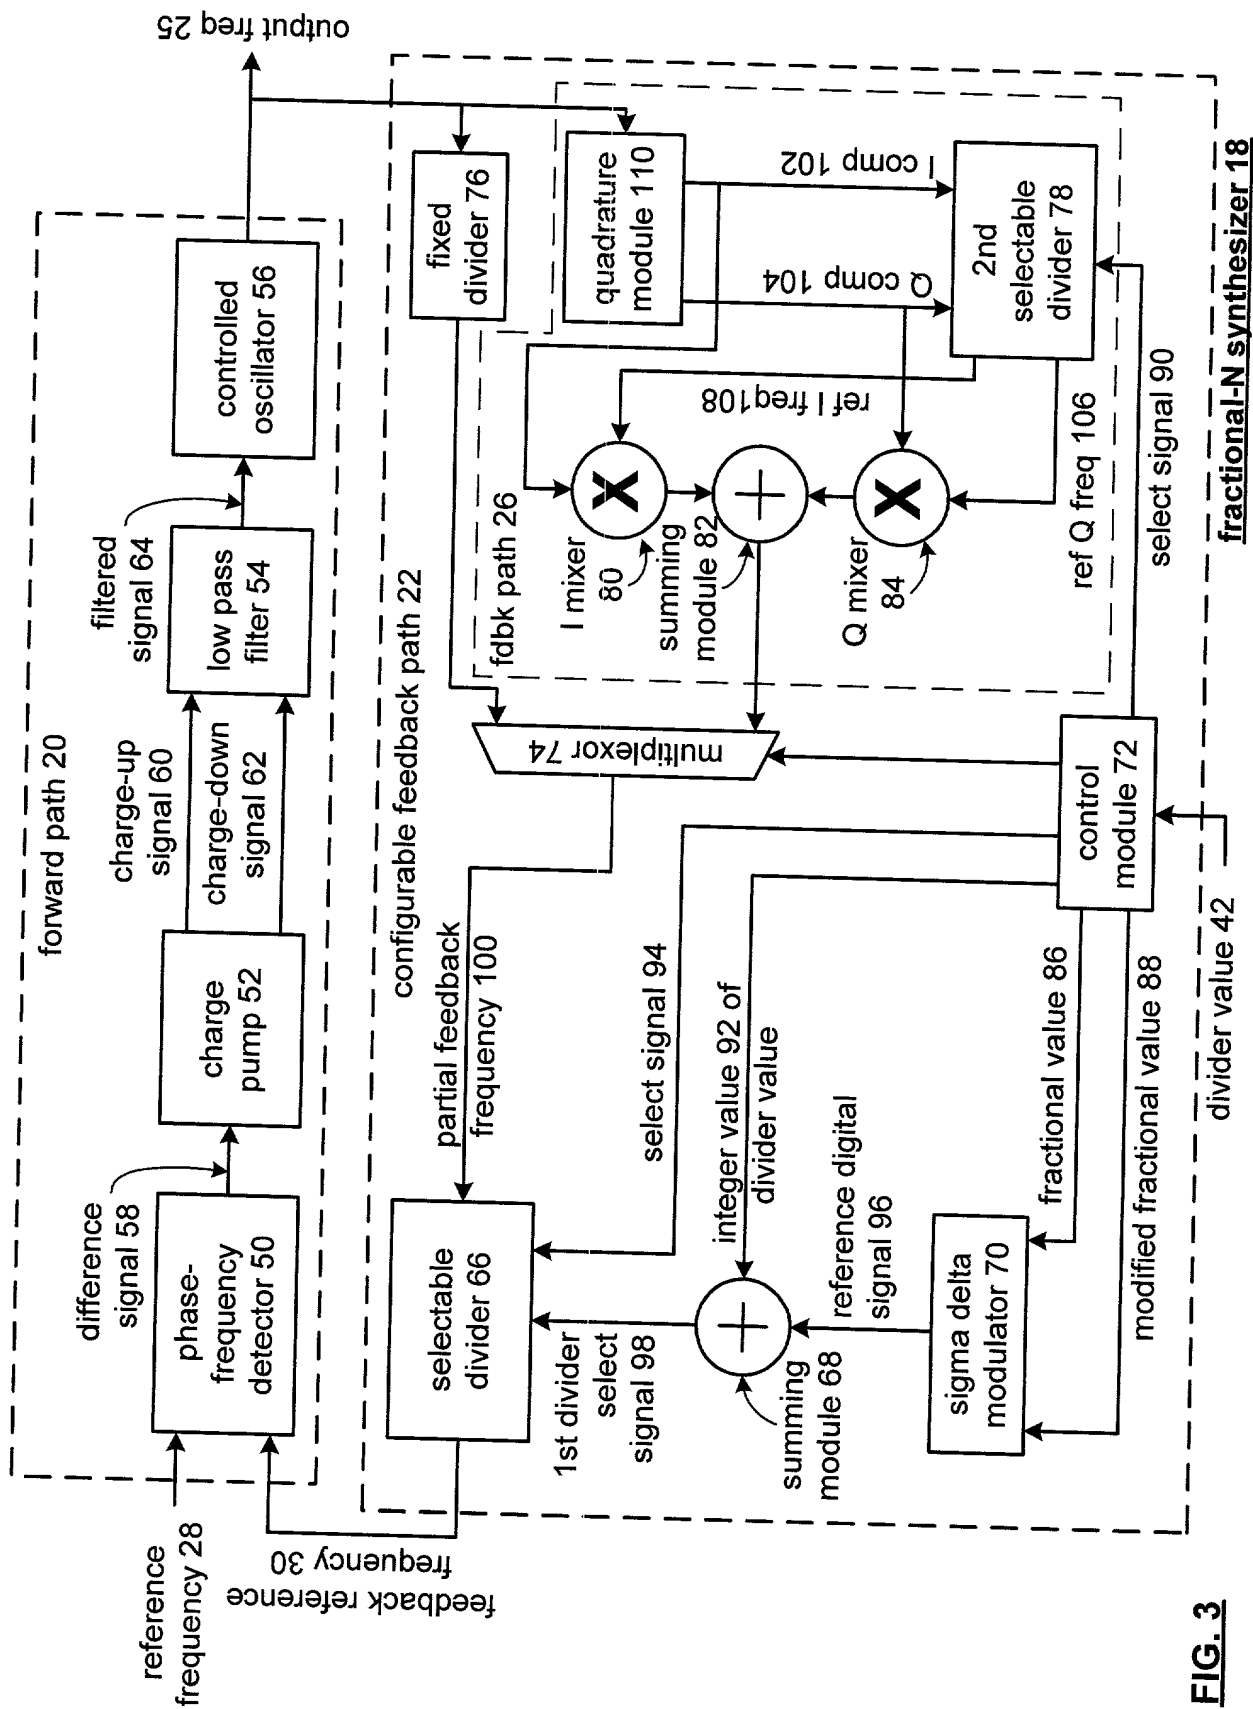 forward path 20
reference
frequency 28
phase-
frequency
detector 50
difference
signal 58
charge
pump 52
charge-up
signal 60
charge-down
signal 62
low pass
filter 54
filtered
signal 64
controlled
oscillator 56
output freq 25
configurable feedback path 22
feedback reference
frequency 30
selectable
divider 66
partial feedback
frequency 100
multiplexor 74
fixed
divider 76
fdbk path 26
quadrature
module 110
I comp 102
Q comp 104
2nd
selectable
divider 78
ref I freq108
ref Q freq 106
X
I mixer
80
+
summing
module 82
X
Q mixer
84
select signal 90
select signal 94
1st divider
select
signal 98
integer value 92 of
divider value
+
summing
module 68
reference digital
signal 96
sigma delta
modulator 70
fractional value 86
modified fractional value 88
control
module 72
divider value 42
FIG. 3
fractional-N synthesizer 18